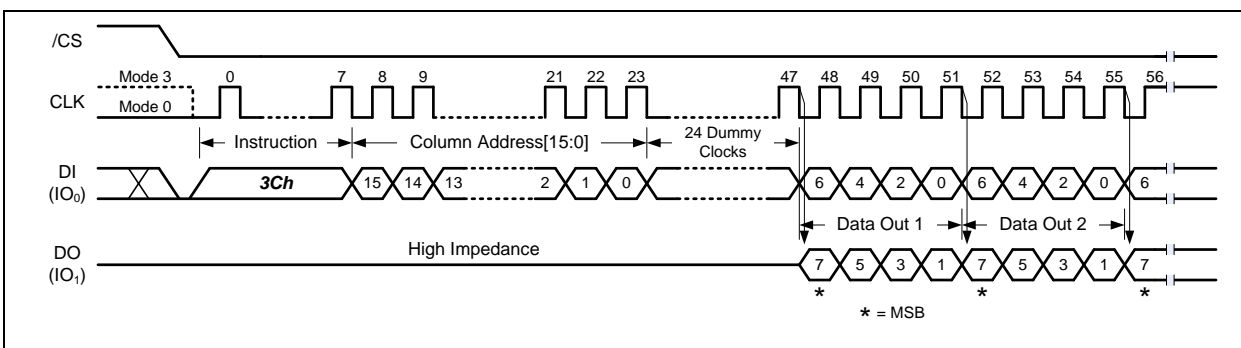 /CS
Mode 3 0 7 8 9 21 22 23 47 48 49 50 51 52 53 54 55 56
CLK
Mode 0
Instruction Column Address[15:0] 24 Dummy
Clocks
DI
(IO0)
3Ch 15 14 13 2 1 0 6 4 2 0 6 4 2 0 6
Data Out 1 Data Out 2
DO
(IO1)
High Impedance
7 5 3 1 7 5 3 1 7
* * *
* = MSB